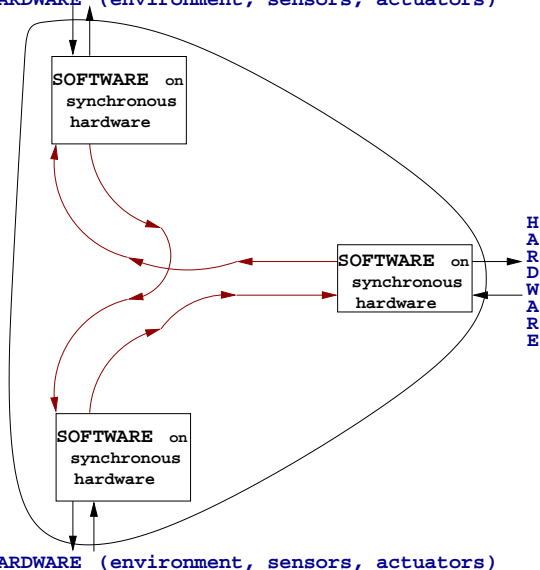 ARDWARE (environment, sensors, actuators)
SOFTWARE on
synchronous
hardware
HARDWARE
SOFTWARE on
synchronous
hardware
SOFTWARE on
synchronous
hardware
ARDWARE (environment, sensors, actuators)